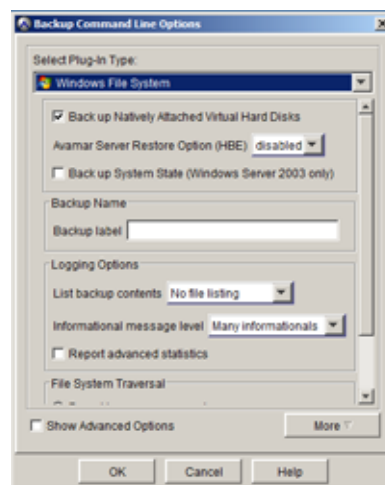 Backup Command Line Options
Select Plug-In Type:
Windows File System
Back up Natively Attached Virtual Hard Disks
Avamar Server Restore Option (HBE) disabled
Back up System State (Windows Server 2003 only)
Backup Name
Backup label
Logging Options
List backup contents No file listing
Informational message level Many informationals
Report advanced statistics
File System Traversal
Show Advanced Options More
OK Cancel Help